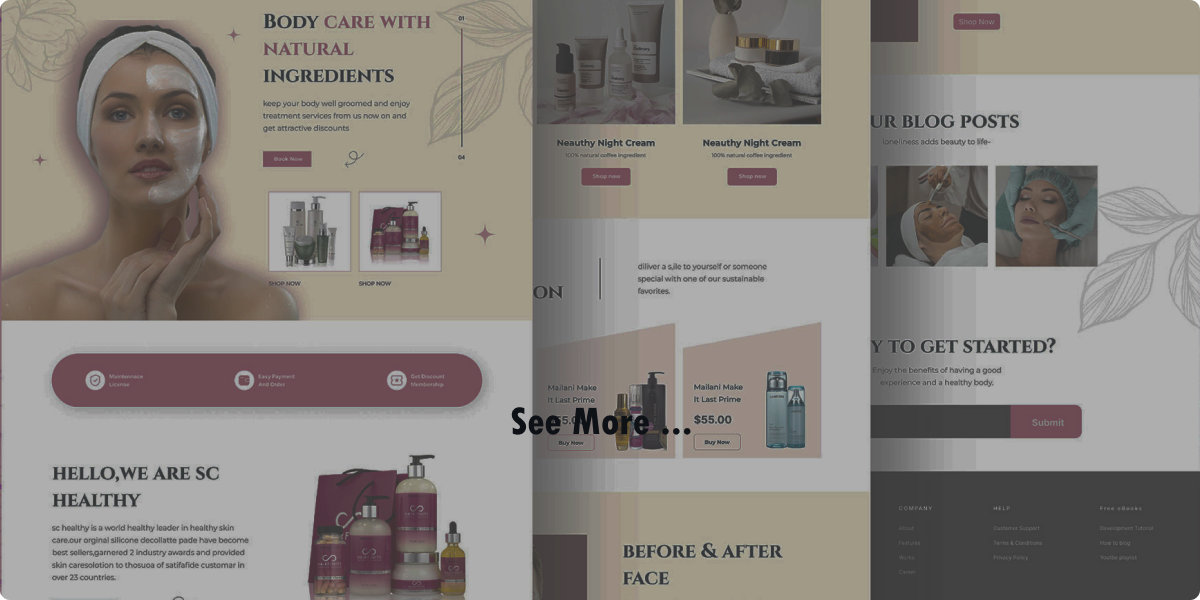 BODY CARE WITH
NATURAL
INGREDIENTS
keep your body well groomed and enjoy
treatment services from us now on and
get attractive discounts
Book Now
01
04
SHOP NOW
SHOP NOW
Maintiennace
License
Easy Payment
And Order
Get Discount
Membership
HELLO,WE ARE SC
HEALTHY
sc healthy is a world healthy leader in healthy skin
care.our orginal silicone decollatte pade have become
best sellers,garnered 2 industry awards and provided
skin caresolotion to thosuoa of satifafide customar in
over 23 countries.
Neauthy Night Cream
100% natural coffee ingredient
Shop now
Neauthy Night Cream
100% natural coffee ingredient
Shop now
ON
diliver a s,ile to yourself or someone
special with one of our sustainable
favorites.
Mailani Make
It Last Prime
5.00
Buy Now
Mailani Make
It Last Prime
$55.00
Buy Now
See More ...
BEFORE & AFTER
FACE
Shop Now
UR BLOG POSTS
loneliness adds beauty to life-
Y TO GET STARTED?
Enjoy the benefits of having a good
experience and a healthy body.
Submit
COMPANY
About
Features
Works
Career
HELP
Customer Support
Terms & Conditions
Privacy Policy
Free eBooks
Development Tutorial
How to blog
Youtbe playlist